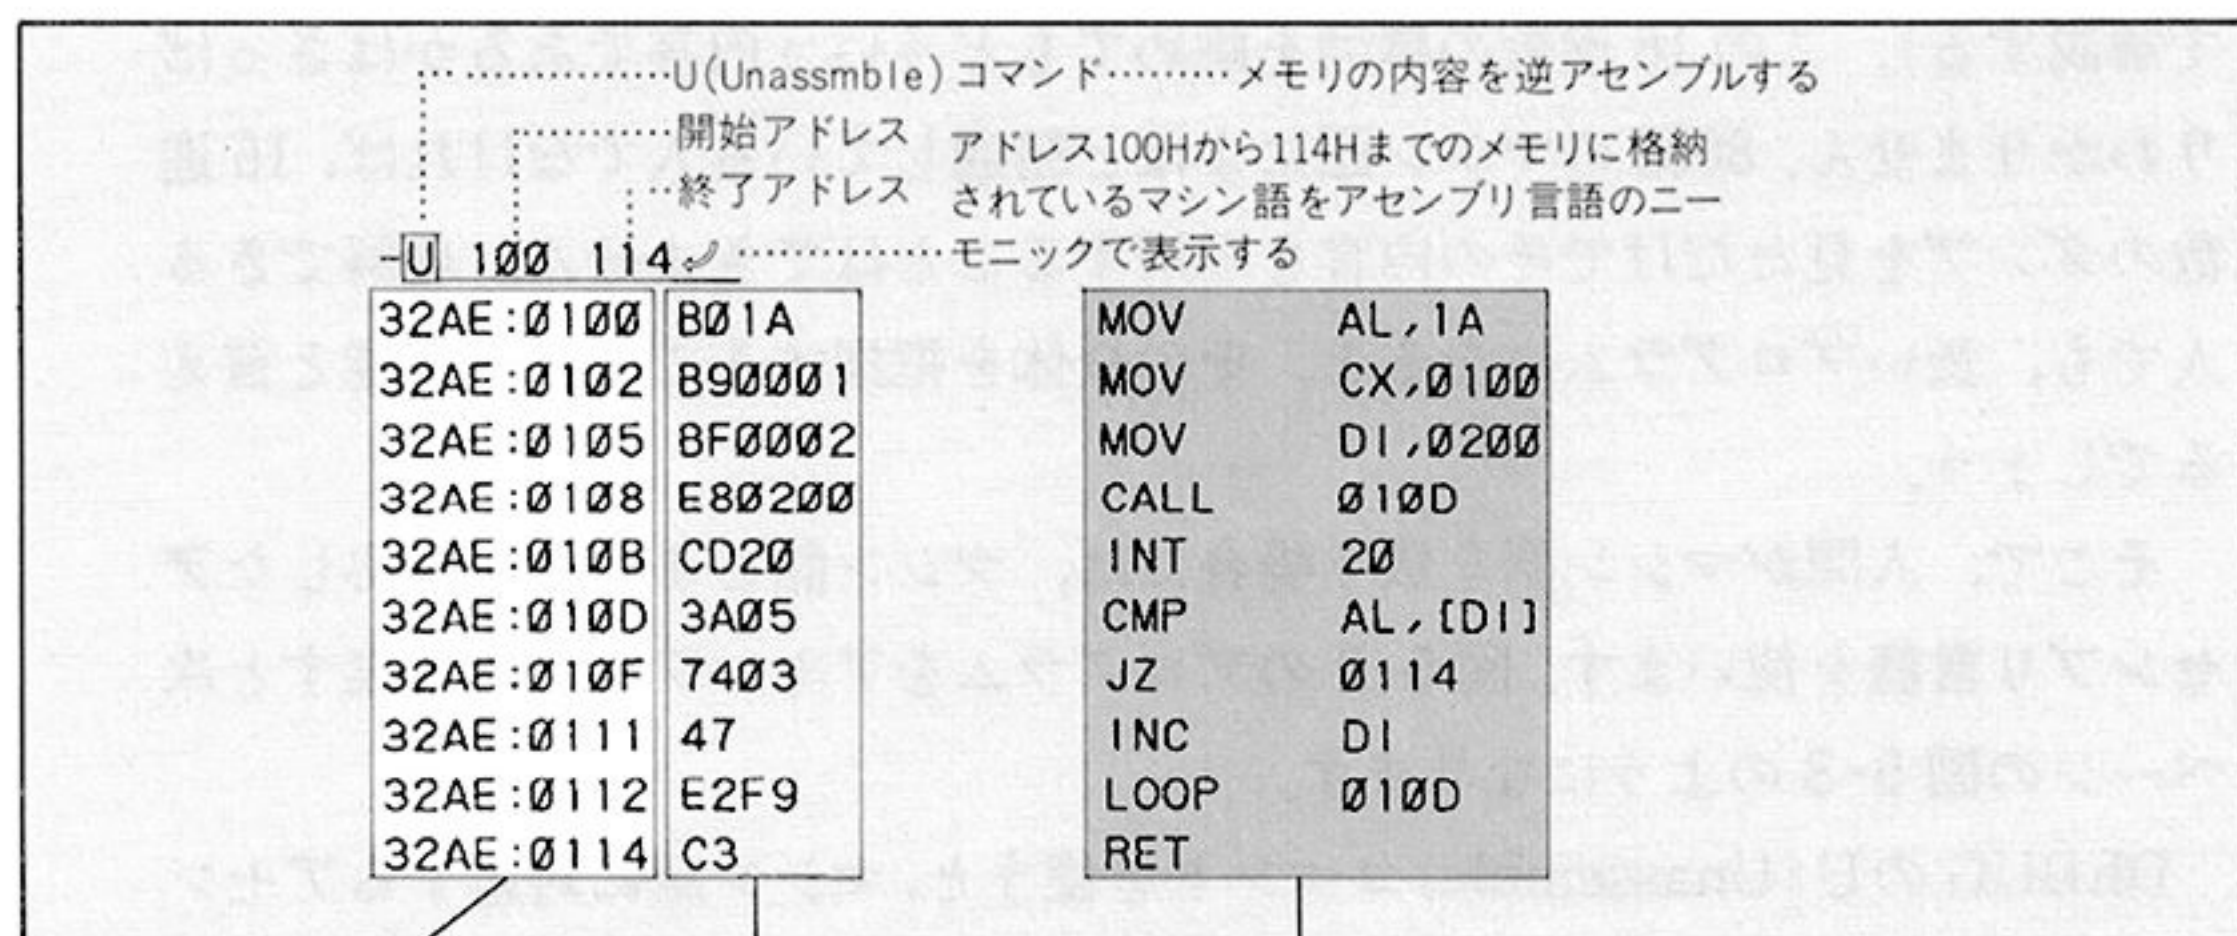 U(Unassmble)コマンド………メモリの内容を逆アセンブルする
開始アドレス
終了アドレス
アドレス100Hから114Hまでのメモリに格納
されているマシン語をアセンブリ言語のニー
モニックで表示する
-U 100 114
32AE:0100 B01A MOV AL,1A
32AE:0102 B90001 MOV CX,0100
32AE:0105 BF0002 MOV DI,0200
32AE:0108 E80200 CALL 010D
32AE:010B CD20 INT 20
32AE:010D 3A05 CMP AL,[DI]
32AE:010F 7403 JZ 0114
32AE:0111 47 INC DI
32AE:0112 E2F9 LOOP 010D
32AE:0114 C3 RET